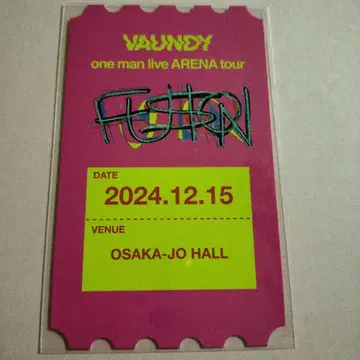 VAUNDY
one man live ARENA tour
FUSION
DATE
2024.12.15
VENUE
OSAKA-JO HALL